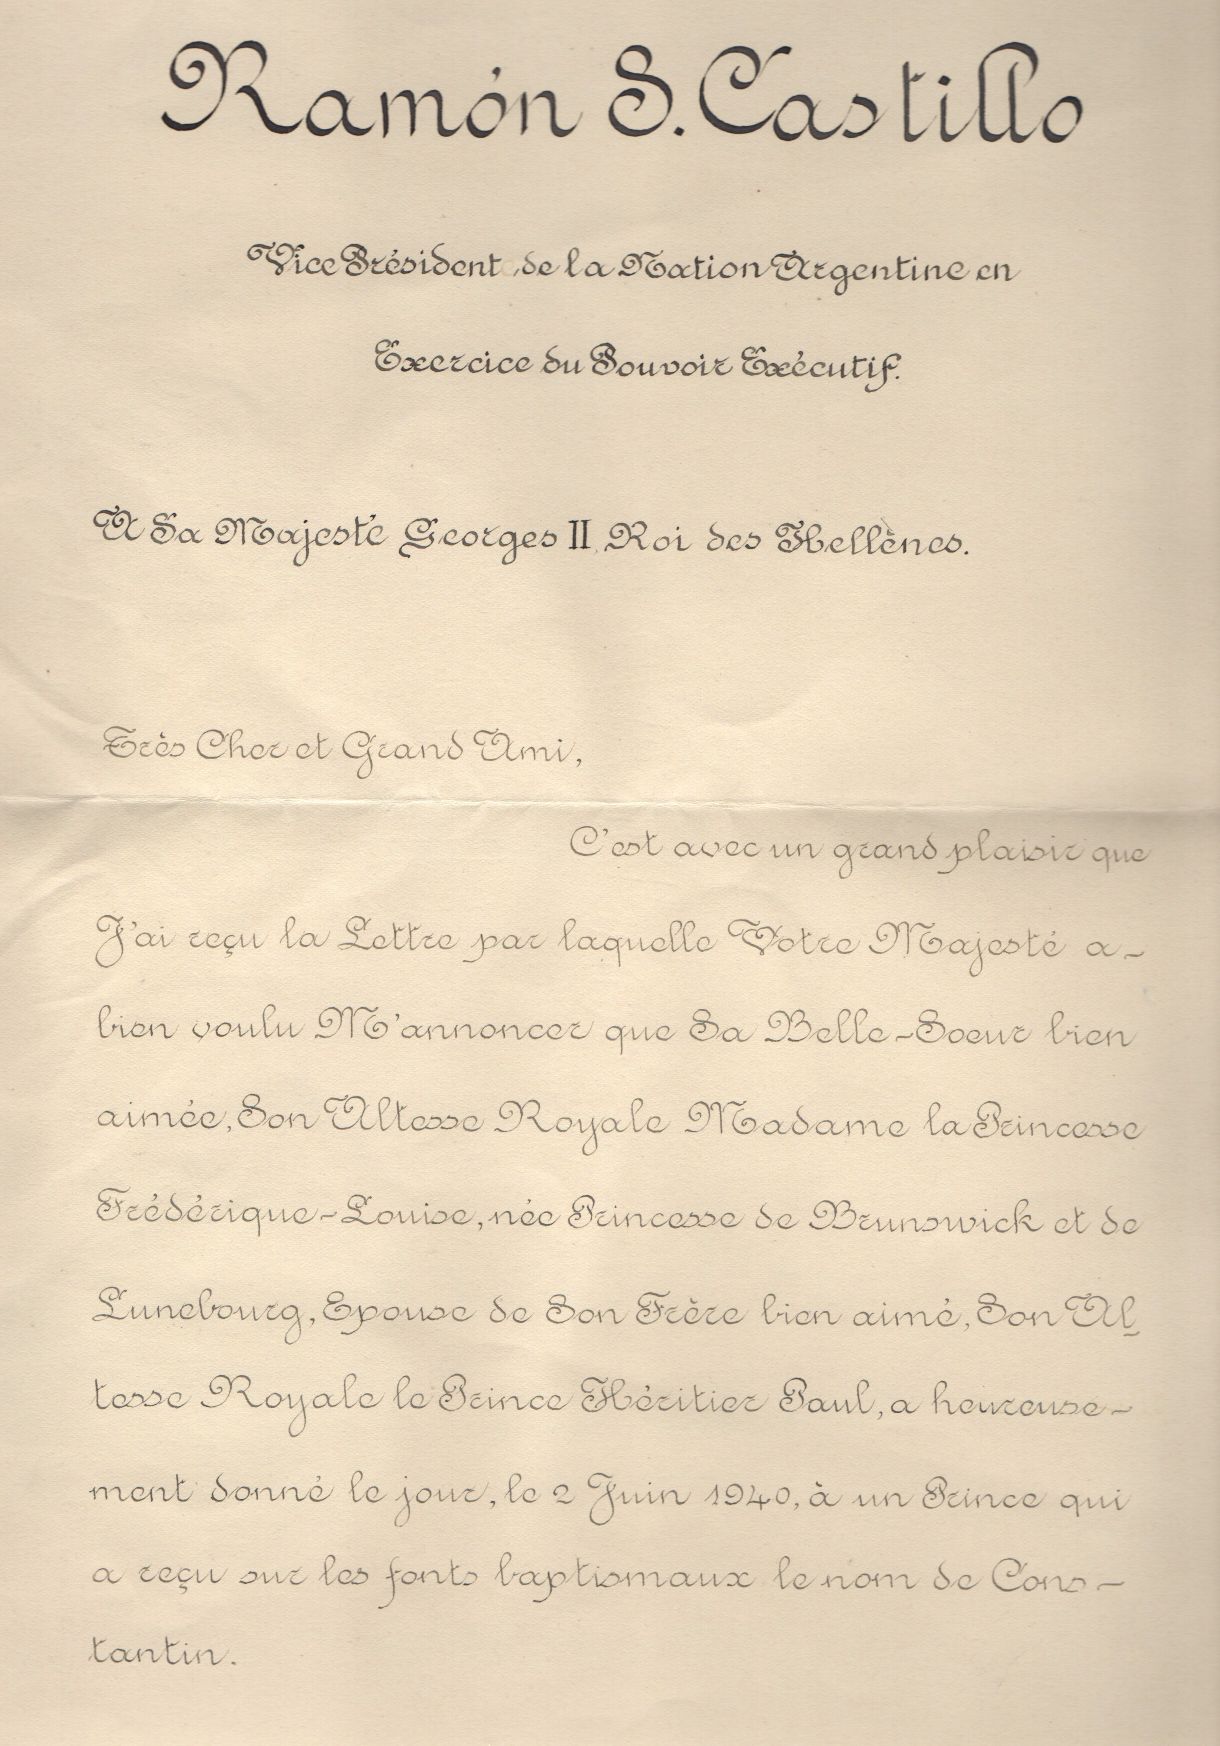 Ramón S. Castillo
Vice Président de la Nation Argentine en
Exercice du Pouvoir Exécutif.
A Sa Majesté Georges II, Roi des Hellènes.
Très Cher et Grand Ami,
C'est avec un grand plaisir que
J'ai reçu la Lettre par laquelle Votre Majesté a-
bien voulu M'annoncer que Sa Belle-Soeur bien
aimée, Son Altesse Royale Madame la Princesse
Frédérique-Louise, née Princesse de Brunswick et de
Lunebourg, Epouse de Son Frère bien aimé, Son Al-
tesse Royale le Prince Héritier Paul, a heureuse-
ment donné le jour, le 2 Juin 1940, à un Prince qui
a reçu sur les fonts baptismaux le nom de Cons-
tantin.